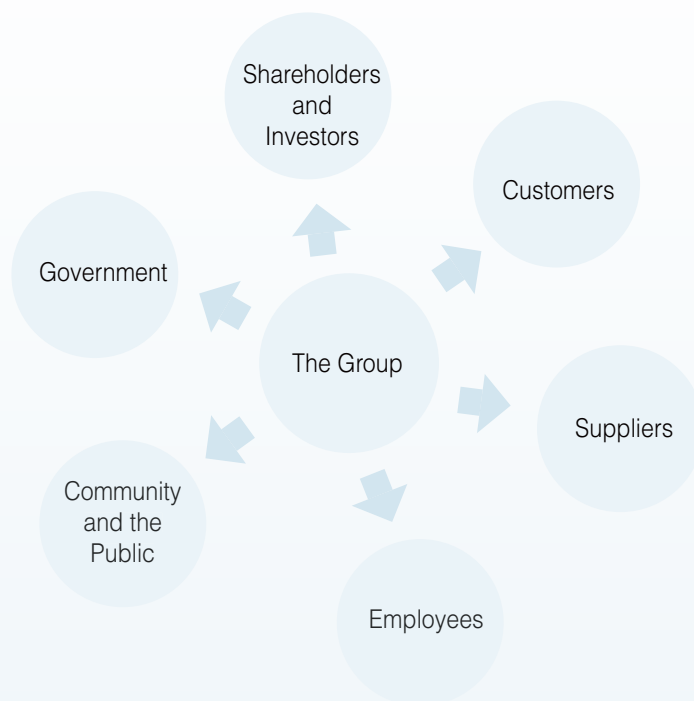 Shareholders
and
Investors
Customers
Government
The Group
Suppliers
Community
and the
Public
Employees